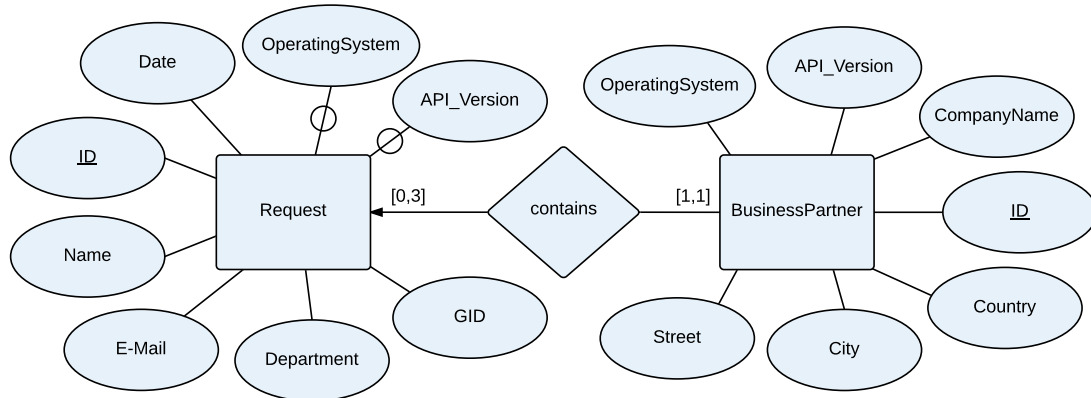 OperatingSystem
Date
API_Version
ID
Request
Name
E-Mail
Department
GID
[0,3]
contains
[1,1]
OperatingSystem
API_Version
CompanyName
BusinessPartner
ID
Country
Street
City